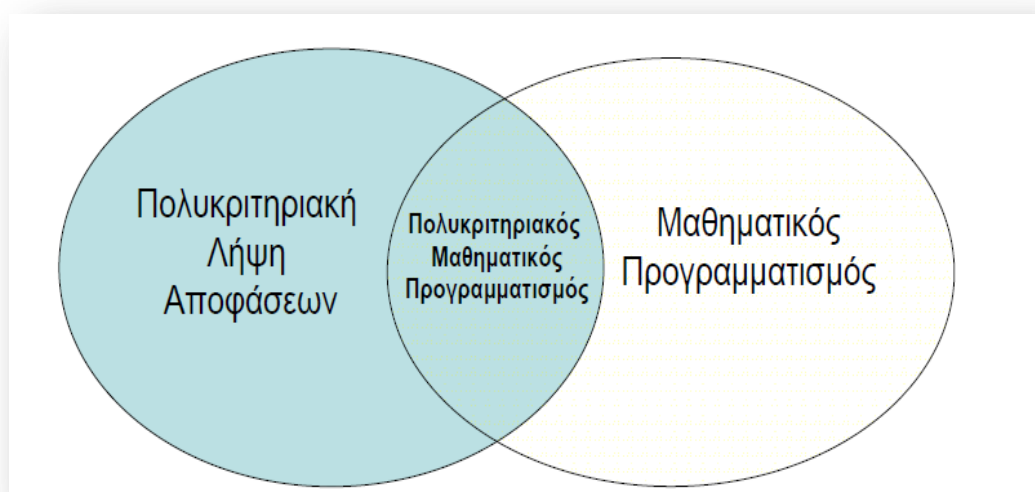 Πολυκριτηριακή
Λήψη
Αποφάσεων
Πολυκριτηριακός
Μαθηματικός
Προγραμματισμός
Μαθηματικός
Προγραμματισμός